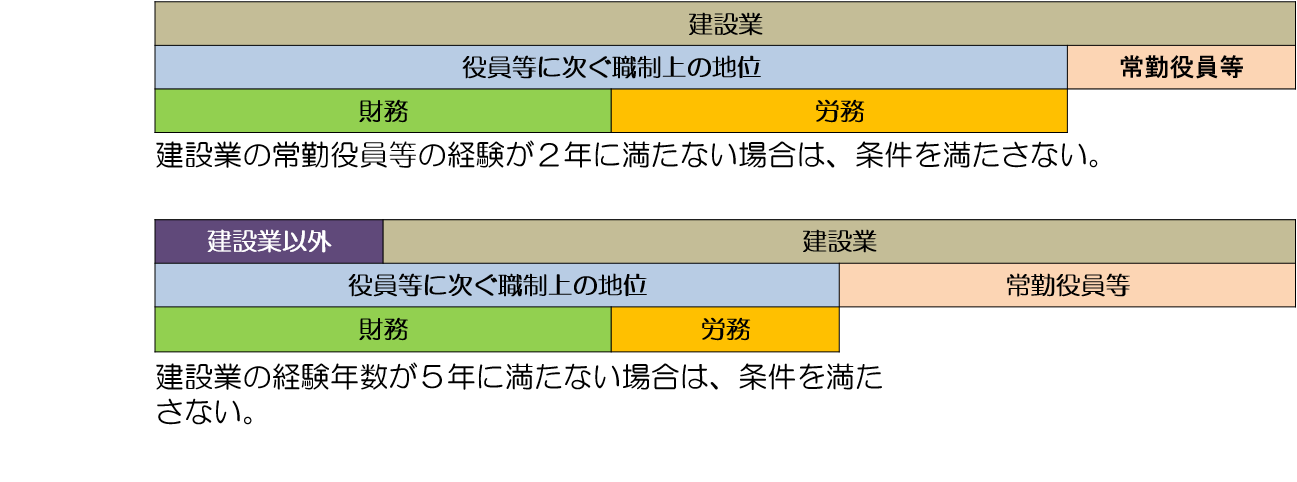 建設業
役員等に次ぐ職制上の地位 常勤役員等
財務 労務
建設業の常勤役員等の経験が２年に満たない場合は、条件を満たさない。
建設業以外 建設業
役員等に次ぐ職制上の地位 常勤役員等
財務 労務
建設業の経験年数が５年に満たない場合は、条件を満た
さない。